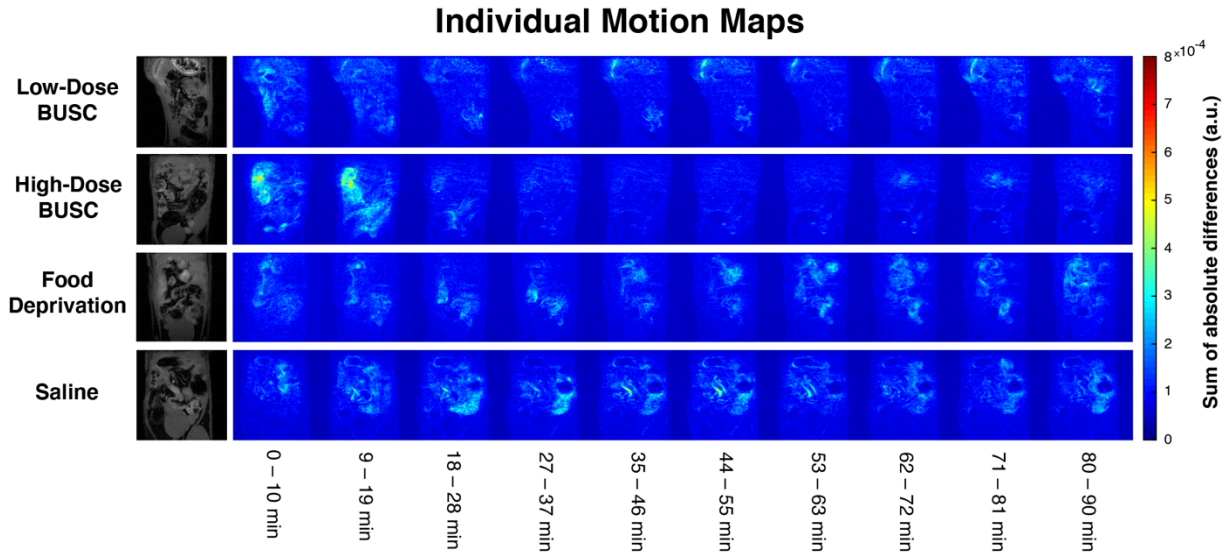 Individual Motion Maps
Low-Dose
BUSC
High-Dose
BUSC
Food
Deprivation
Saline
0 – 10 min
9 – 19 min
18 – 28 min
27 – 37 min
35 – 46 min
44 – 55 min
53 – 63 min
62 – 72 min
71 – 81 min
80 – 90 min
8×10⁻⁴
7
6
5
4
3
2
1
0
Sum of absolute differences (a.u.)